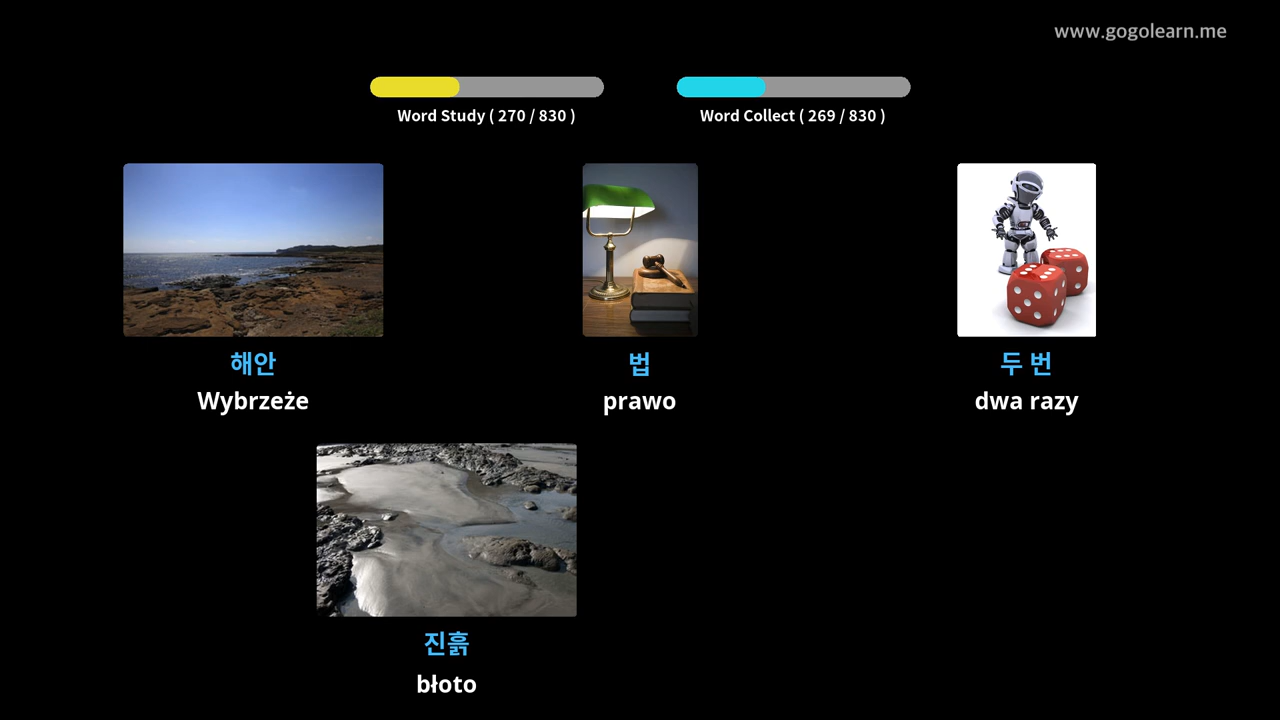 www.gogolearn.me
Word Study ( 270 / 830 )
Word Collect ( 269 / 830 )
해안
Wybrzeże
법
prawo
두 번
dwa razy
진흙
błoto